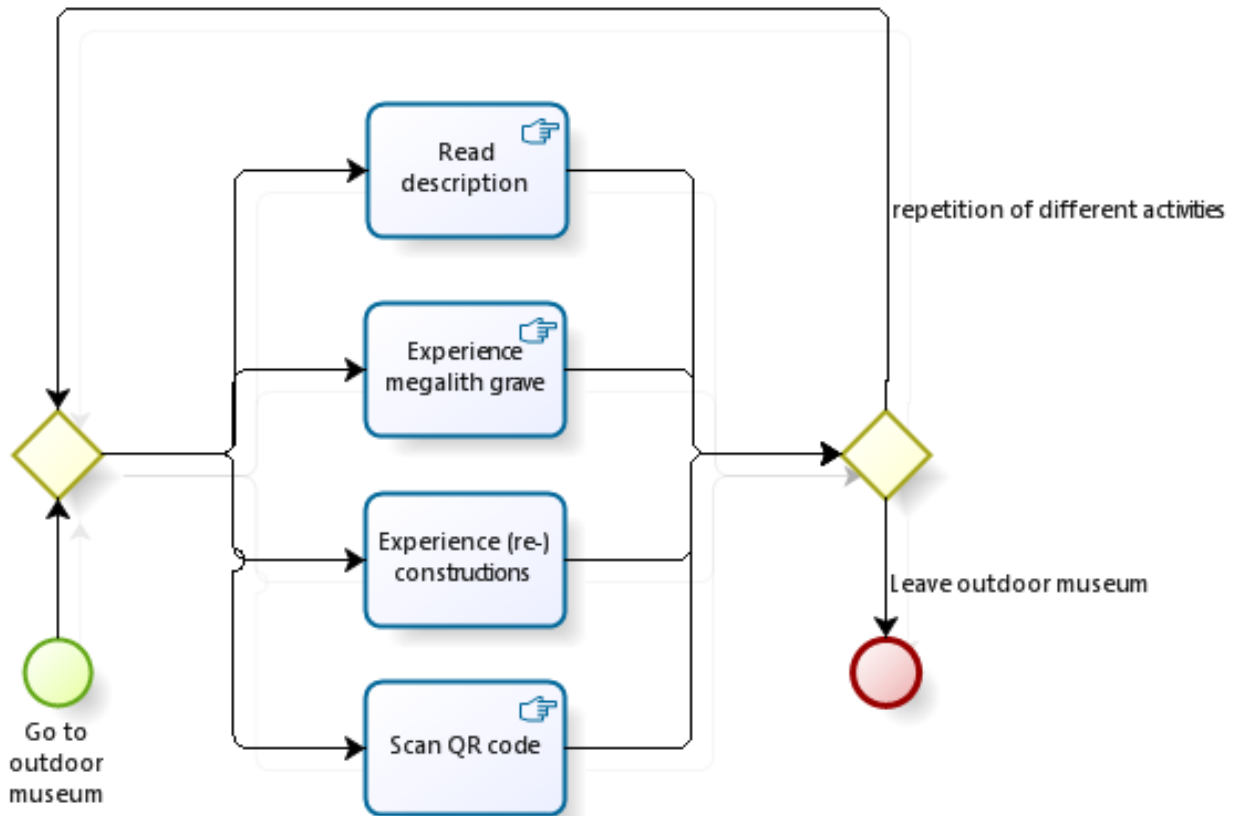 Read
description
repetition of different activities
Experience
megalith grave
Experience (re-)
constructions
Leave outdoor museum
Scan QR code
Go to
outdoor
museum